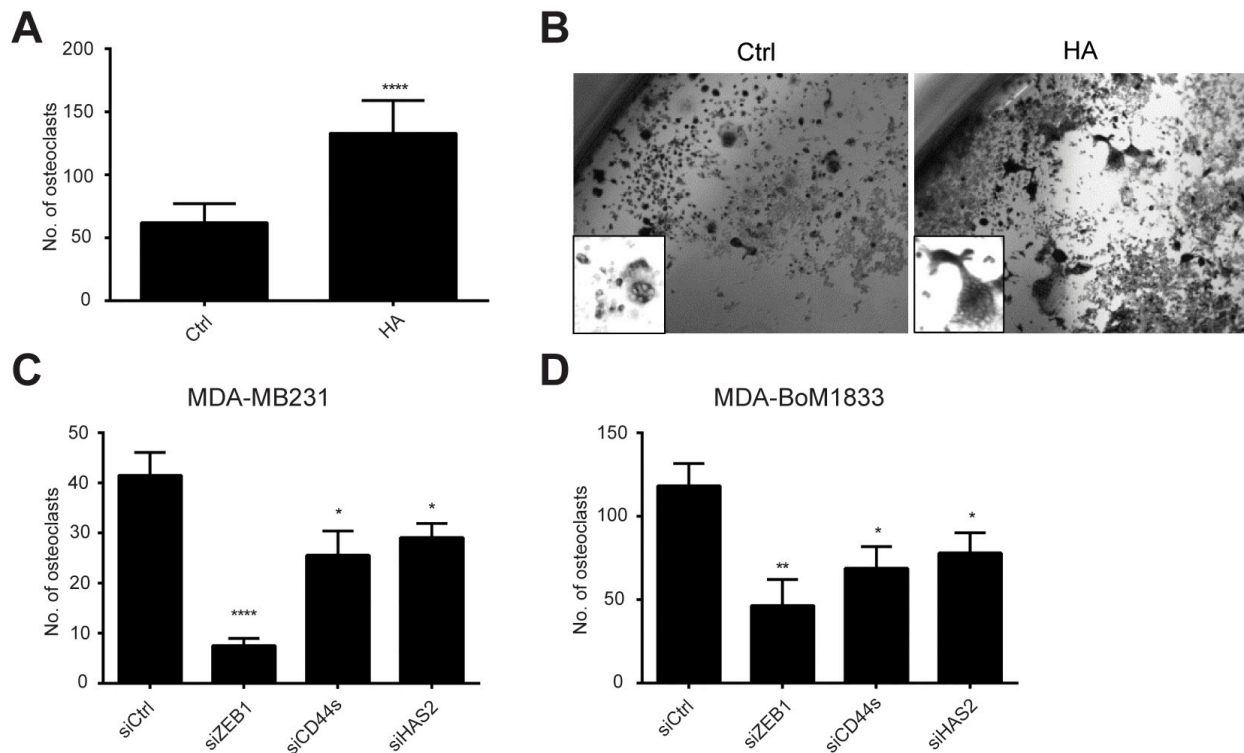 A
No. of osteoclasts
200
150
100
50
0
****
Ctrl
HA
B
Ctrl
HA
C
MDA-MB231
No. of osteoclasts
50
40
30
20
10
0
****
*
*
siCtrl
siZEB1
siCD44s
siHAS2
D
MDA-BoM1833
No. of osteoclasts
150
100
50
0
**
*
*
siCtrl
siZEB1
siCD44s
siHAS2